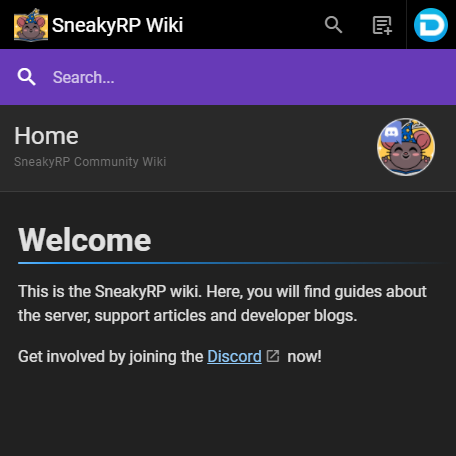 SneakyRP Wiki
Search...
Home
SneakyRP Community Wiki
Welcome
This is the SneakyRP wiki. Here, you will find guides about
the server, support articles and developer blogs.
Get involved by joining the Discord now!